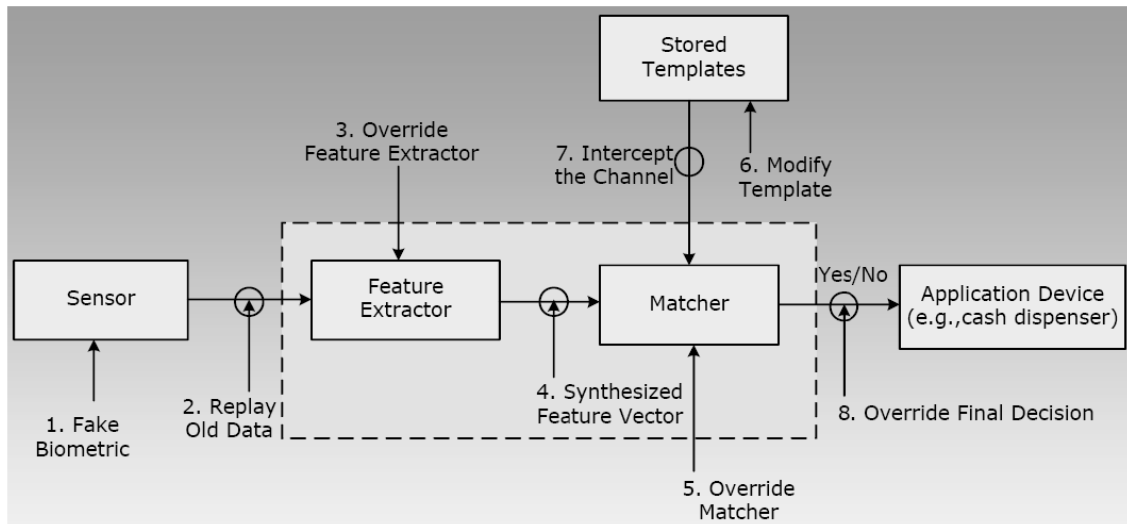 Stored
Templates
3. Override
Feature Extractor
7. Intercept
the Channel
6. Modify
Template
Sensor
Feature
Extractor
Matcher
Yes/No
Application Device
(e.g.,cash dispenser)
1. Fake
Biometric
2. Replay
Old Data
4. Synthesized
Feature Vector
8. Override Final Decision
5. Override
Matcher